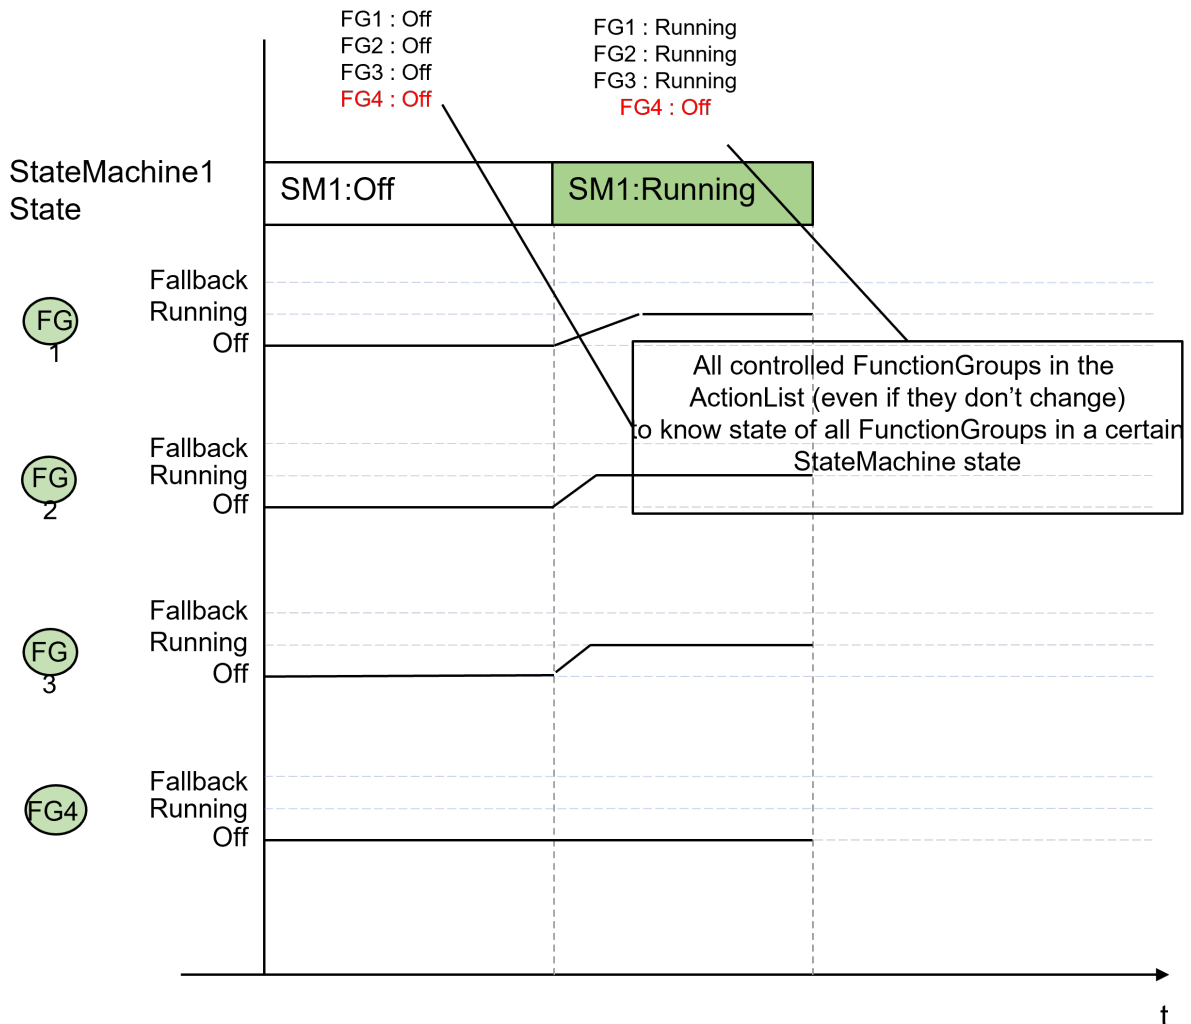 FG1 : Off
FG2 : Off
FG3 : Off
FG4 : Off
FG1 : Running
FG2 : Running
FG3 : Running
FG4 : Off
StateMachine1
State
SM1:Off
SM1:Running
Fallback
Running
Off
FG
1
All controlled FunctionGroups in the
ActionList (even if they don’t change)
to know state of all FunctionGroups in a certain
StateMachine state
Fallback
Running
Off
FG
2
Fallback
Running
Off
FG
3
Fallback
Running
Off
FG4
t